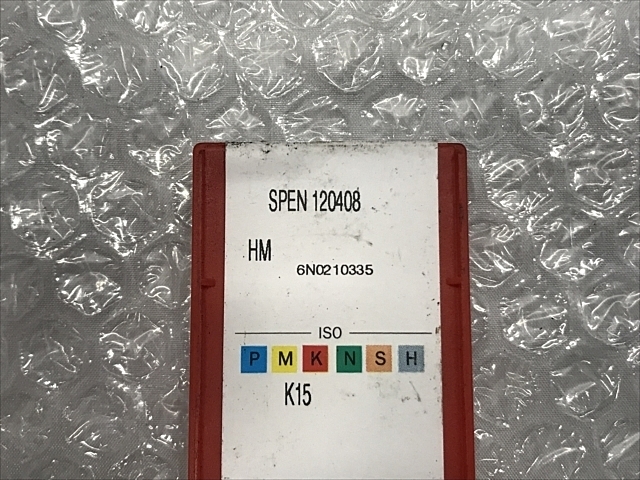 SPEN 120408
HM
6N0210335
ISO
P M K N S H
K15